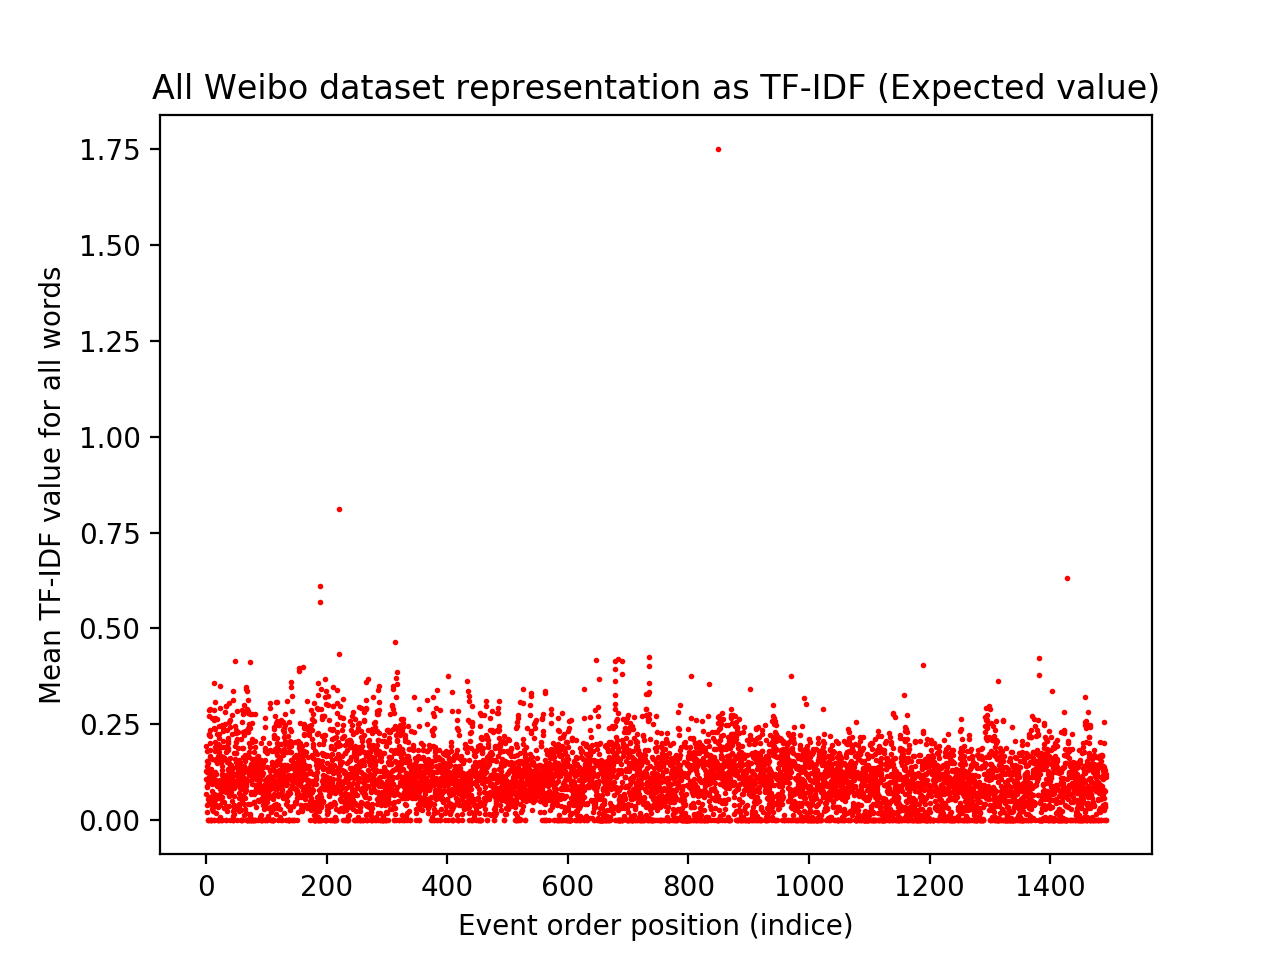 All Weibo dataset representation as TF-IDF (Expected value)
Mean TF-IDF value for all words
1.75
1.50
1.25
1.00
0.75
0.50
0.25
0.00
0 200 400 600 800 1000 1200 1400
Event order position (indice)